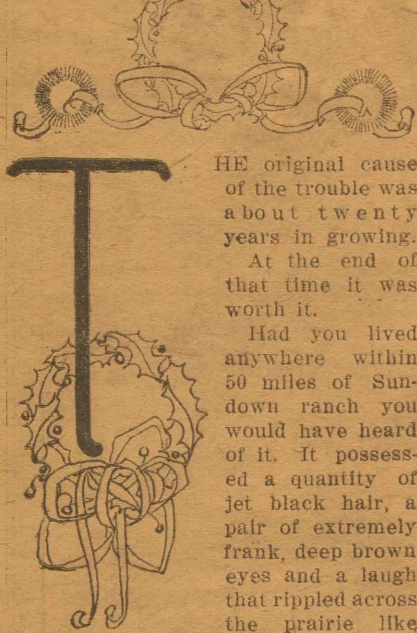 THE original cause
of the trouble was
about twenty
years in growing.
At the end of
that time it was
worth it.
Had you lived
anywhere within
50 miles of Sun-
down ranch you
would have heard
of it. It possess-
ed a quantity of
jet black hair, a
pair of extremely
frank, deep brown
eyes and a laugh
that rippled across
the prairie like